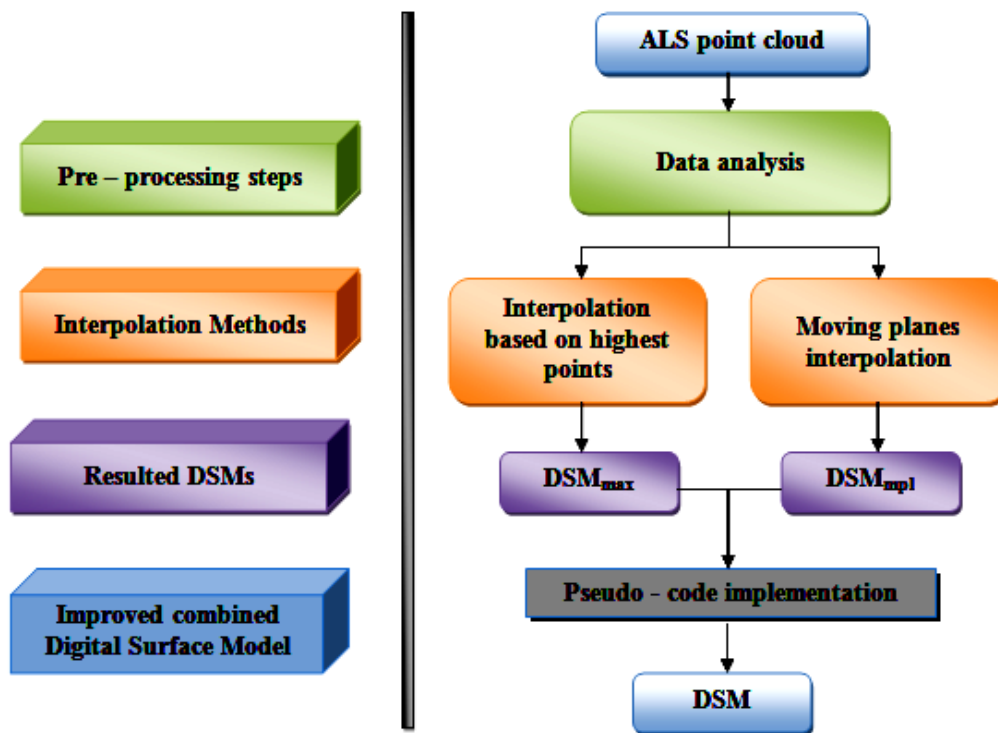 Pre – processing steps
Interpolation Methods
Resulted DSMs
Improved combined
Digital Surface Model
ALS point cloud
Data analysis
Interpolation
based on highest
points
Moving planes
interpolation
DSMmax
DSMmpl
Pseudo - code implementation
DSM